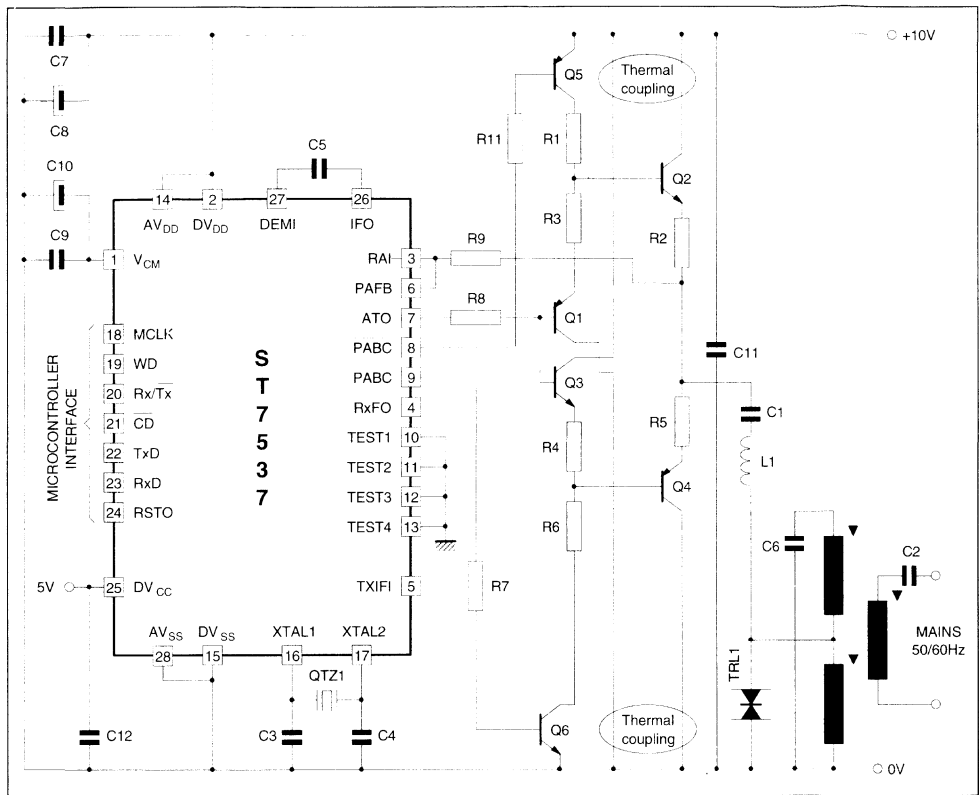 C7
+10V
Q5
Thermal
coupling
C8
R11
R1
C5
C10
Q2
14
2
27
26
R3
AVDD
DVDD
DEMI
IFO
R2
C9
R9
1
VCM
RAI
3
PAFB
6
R8
ATO
7
Q1
18
MCLK
PABC
8
C11
19
WD
PABC
9
Q3
20
Rx/Tx
RxFO
4
C1
21
CD
TEST1
10
R4
R5
22
TxD
TEST2
11
L1
23
RxD
TEST3
12
Q4
24
RSTO
TEST4
13
R6
MICROCONTROLLER
INTERFACE
ST7537
C6
C2
5V
25
DVCC
TXIFI
5
R7
AVSS
DVSS
XTAL1
XTAL2
MAINS
50/60Hz
28
15
16
17
QTZ1
TRL1
C12
C3
C4
Q6
Thermal
coupling
0V